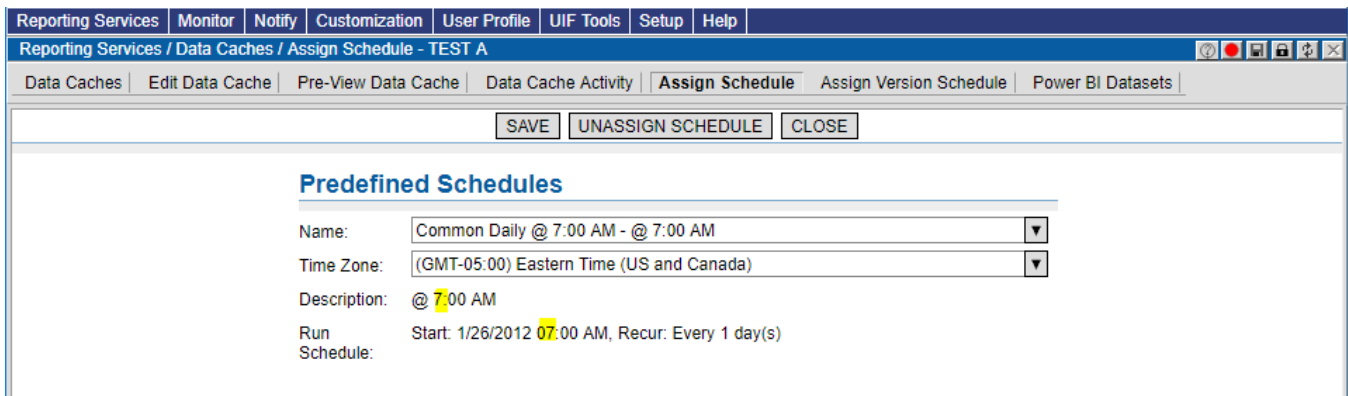 Reporting Services Monitor Notify Customization User Profile UIF Tools Setup Help
Reporting Services / Data Caches / Assign Schedule - TEST A
Data Caches Edit Data Cache Pre-View Data Cache Data Cache Activity Assign Schedule Assign Version Schedule Power BI Datasets
SAVE UNASSIGN SCHEDULE CLOSE
Predefined Schedules
Name: Common Daily @ 7:00 AM - @ 7:00 AM
Time Zone: (GMT-05:00) Eastern Time (US and Canada)
Description: @ 7:00 AM
Run Schedule: Start: 1/26/2012 07:00 AM, Recur: Every 1 day(s)